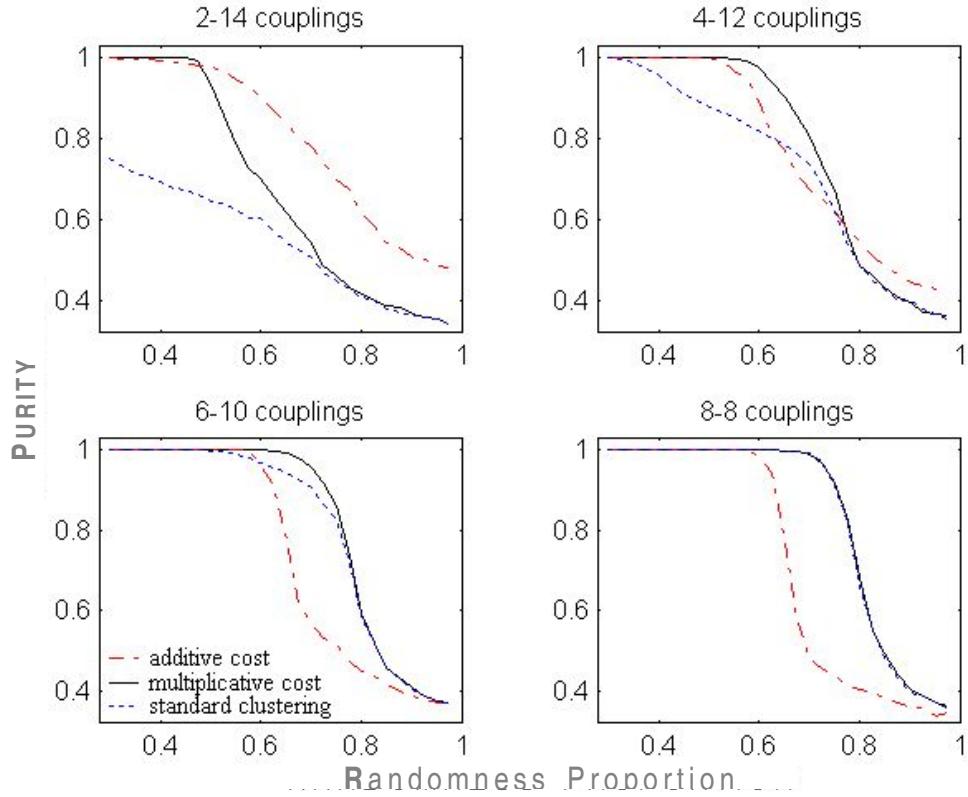 2-14 couplings
4-12 couplings
1
0.8
0.6
0.4
0.4 0.6 0.8 1
1
0.8
0.6
0.4
0.4 0.6 0.8 1
PURITY
6-10 couplings
8-8 couplings
1
0.8
0.6
0.4
additive cost
multiplicative cost
standard clustering
0.4 0.6 0.8 1
1
0.8
0.6
0.4
0.4 0.6 0.8 1
Randomness Proportion